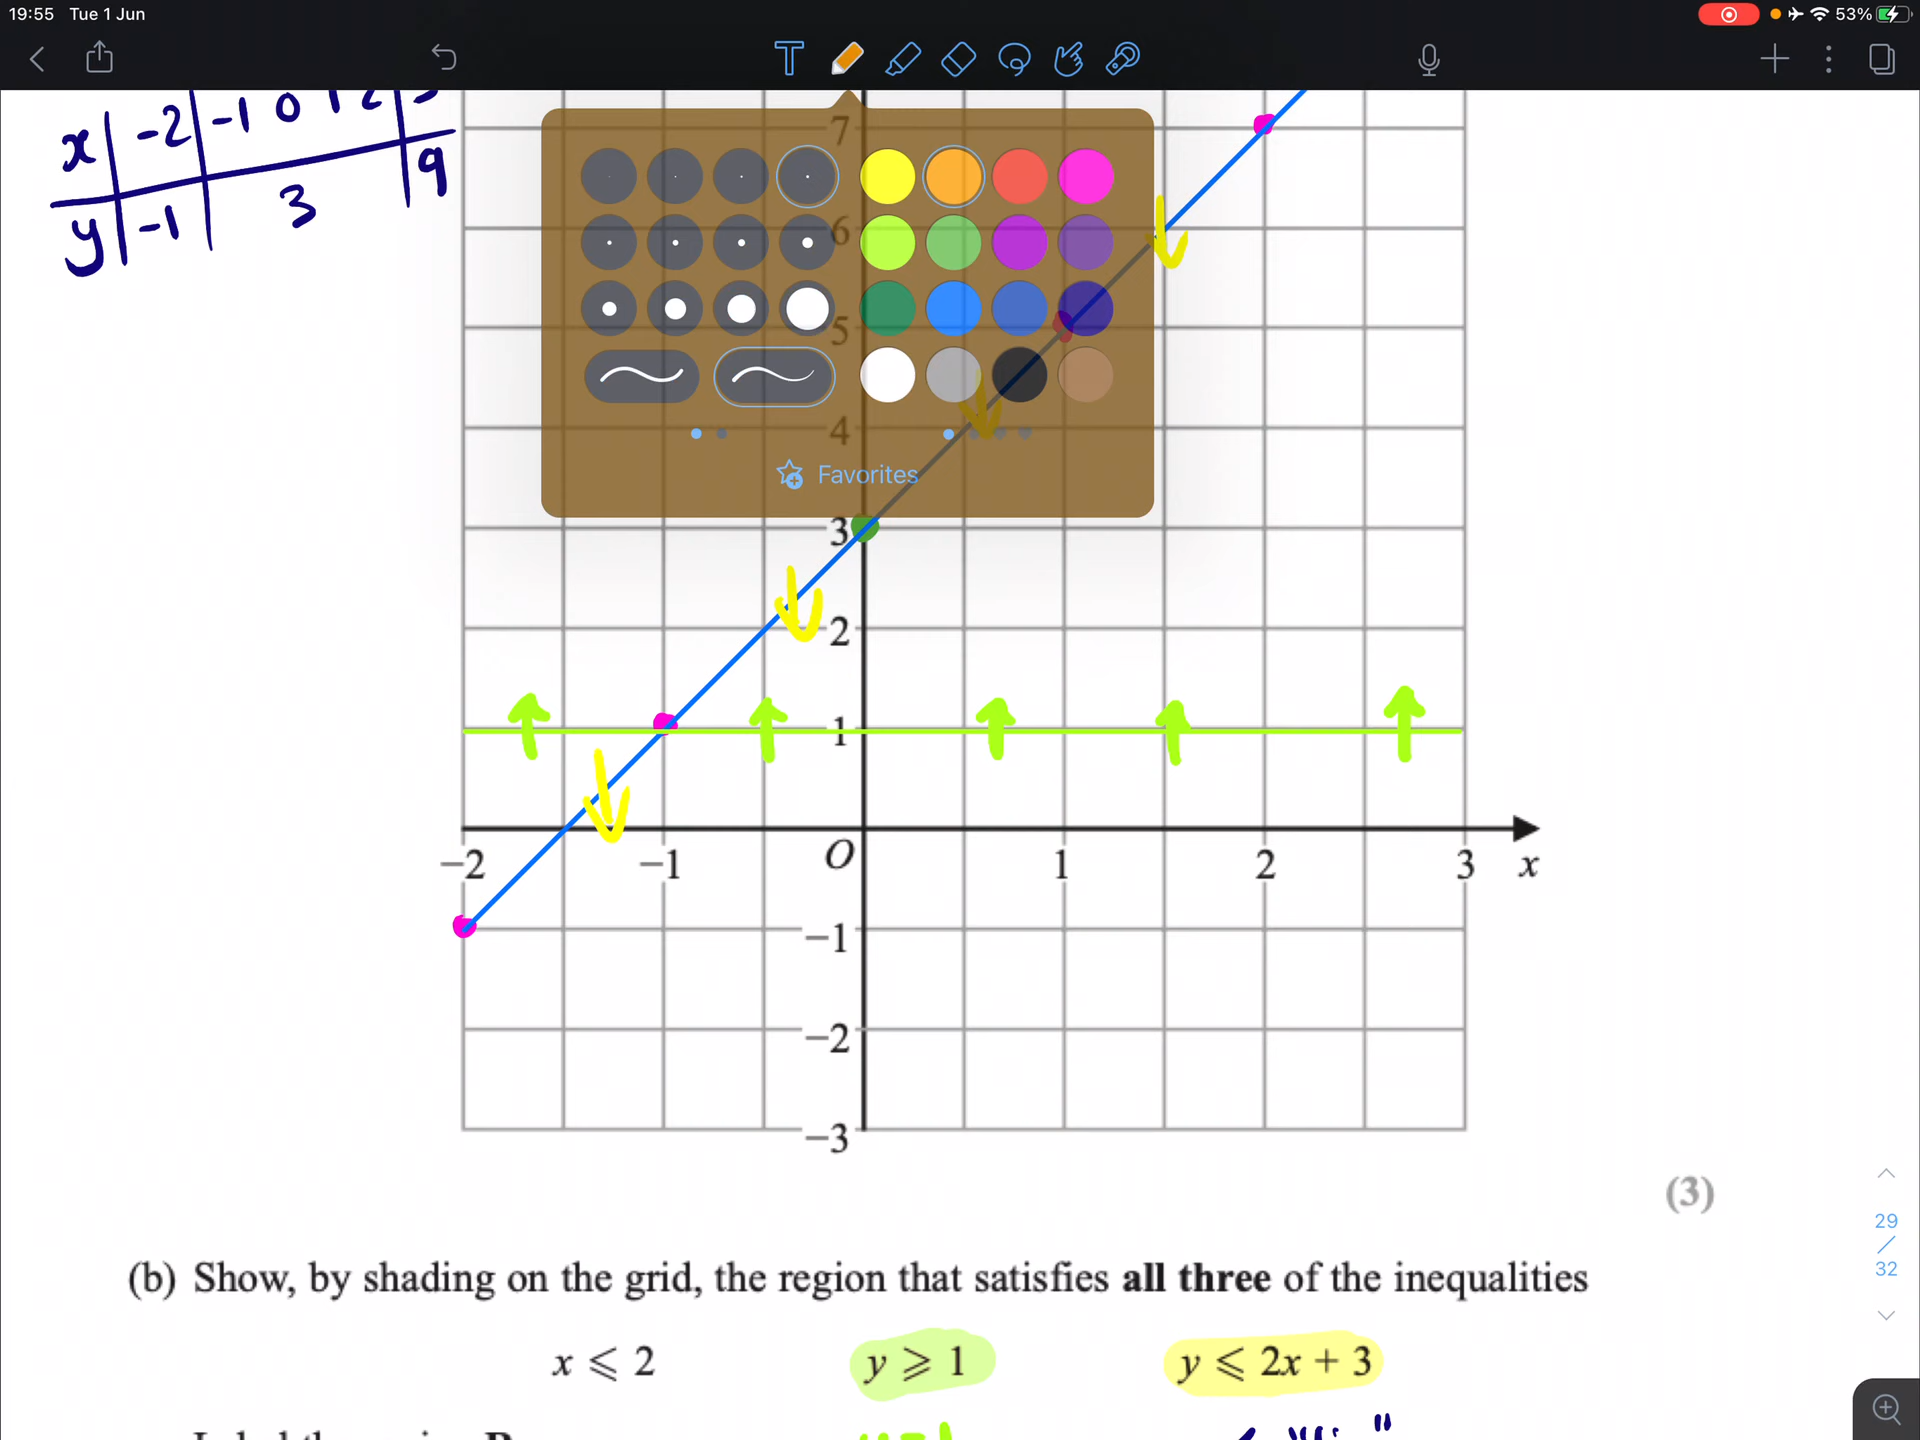 19:55 Tue 1 Jun
53%
x -2 -1 0 1 2
y -1 3 9
7
6
5
4
Favorites
3
2
1
-2 -1 O 1 2 3 x
-1
-2
-3
(3)
29
/
32
(b) Show, by shading on the grid, the region that satisfies all three of the inequalities
x ⩽ 2 y ⩾ 1 y ⩽ 2x + 3